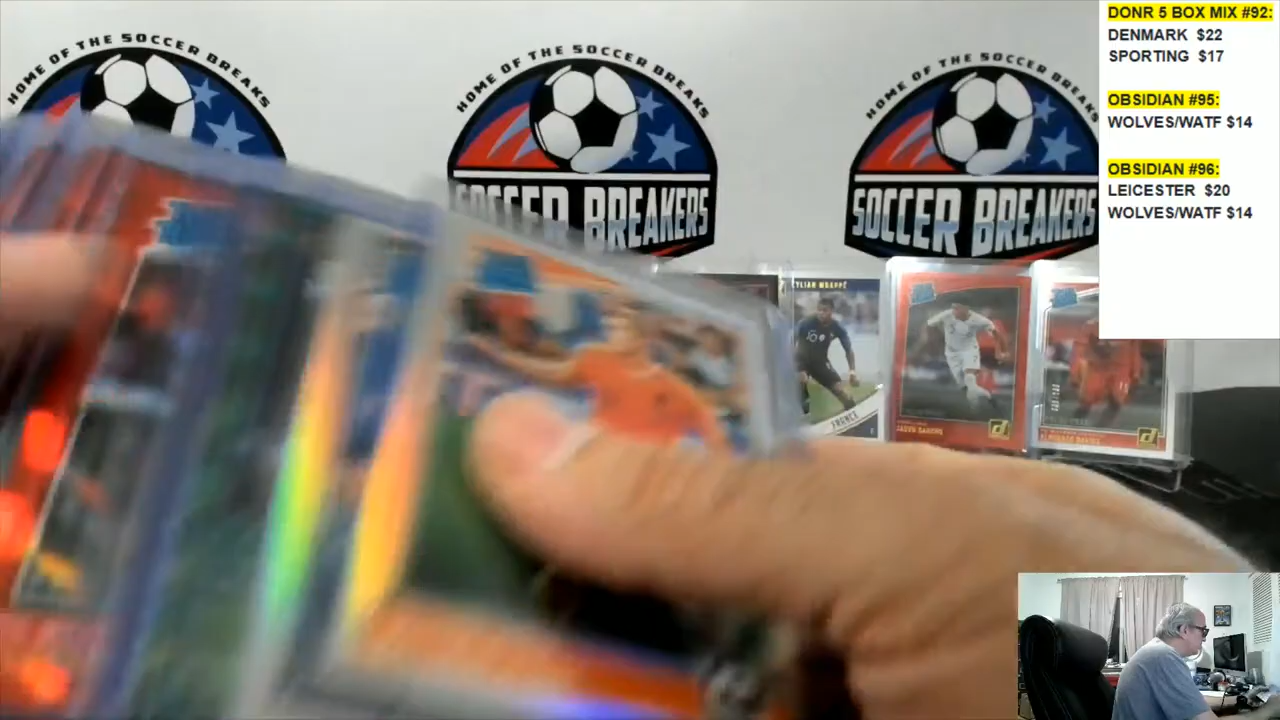 DONR 5 BOX MIX #92:
DENMARK $22
SPORTING $17
OBSIDIAN #95:
WOLVES/WATF $14
OBSIDIAN #96:
LEICESTER $20
WOLVES/WATF $14
HOME OF THE SOCCER BREAKS
HOME OF THE SOCCER BREAKS
HOME OF THE SOCCER BREAKS
SOCCER BREAKERS
SOCCER BREAKERS
FRANCE
JADON SANCHO